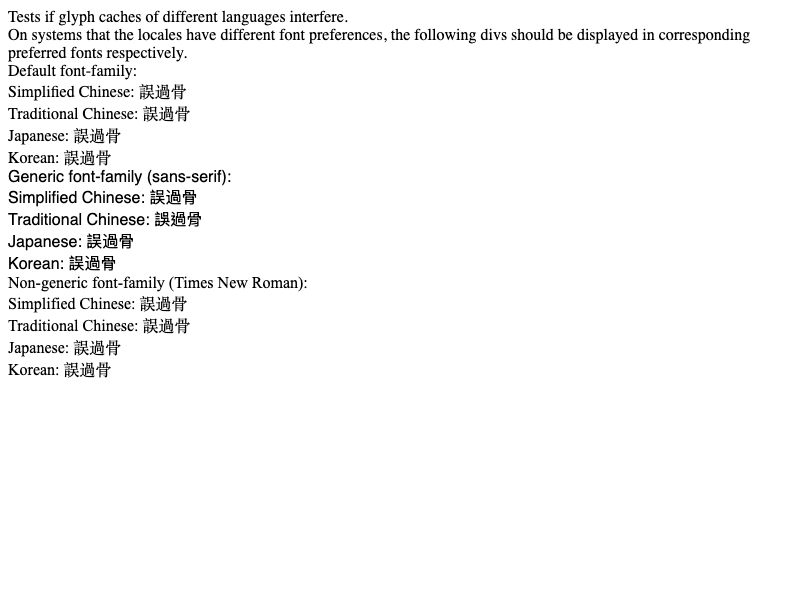 Tests if glyph caches of different languages interfere.
On systems that the locales have different font preferences, the following divs should be displayed in corresponding
preferred fonts respectively.
Default font-family:
Simplified Chinese: 誤過骨
Traditional Chinese: 誤過骨
Japanese: 誤過骨
Korean: 誤過骨
Generic font-family (sans-serif):
Simplified Chinese: 誤過骨
Traditional Chinese: 誤過骨
Japanese: 誤過骨
Korean: 誤過骨
Non-generic font-family (Times New Roman):
Simplified Chinese: 誤過骨
Traditional Chinese: 誤過骨
Japanese: 誤過骨
Korean: 誤過骨